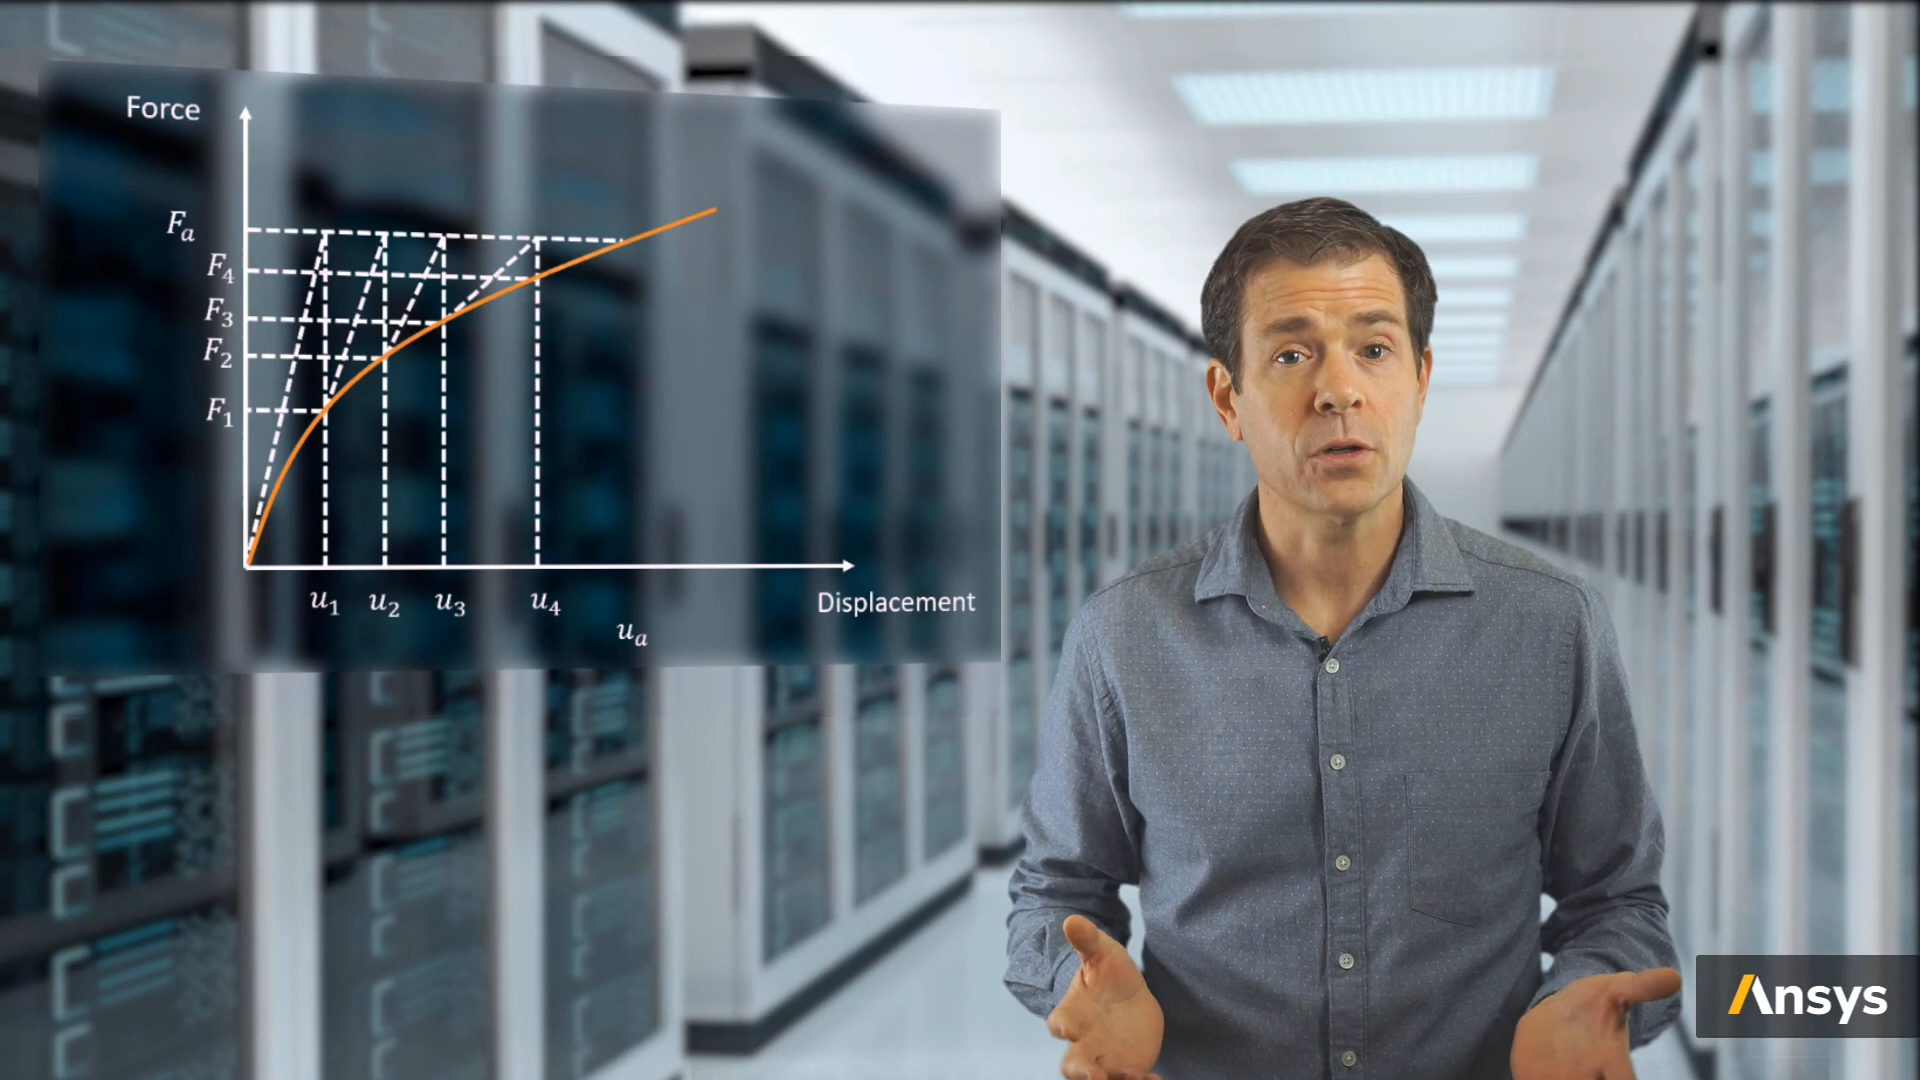 Force
Fₐ
F₄
F₃
F₂
F₁
u₁ u₂ u₃ u₄
Displacement
uₐ
Ansys